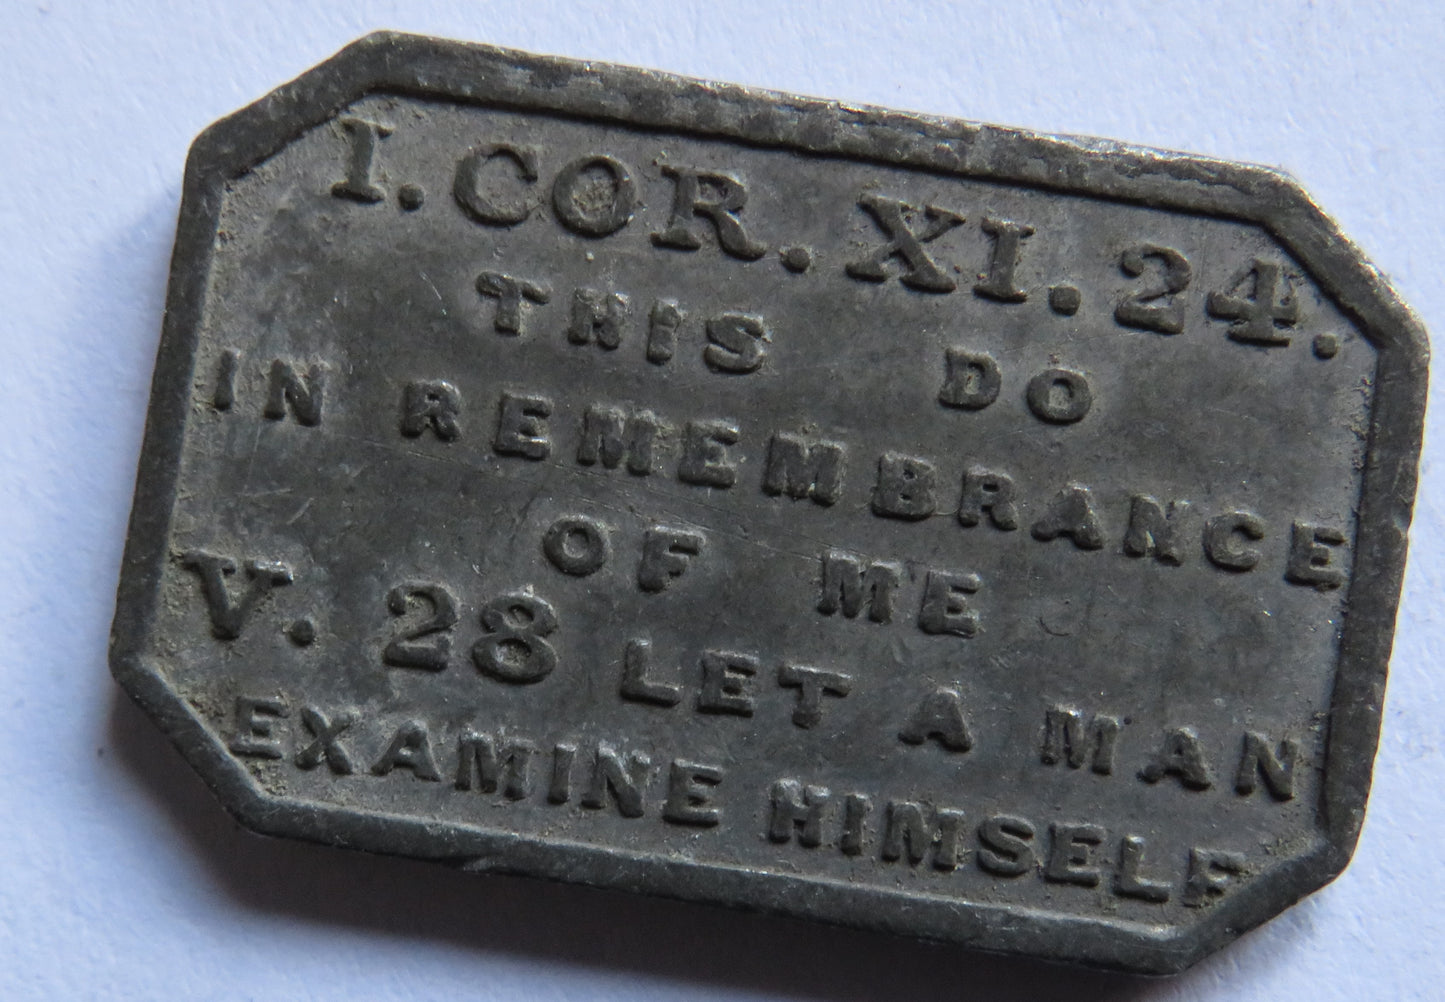 I. COR. XI. 24.
THIS DO
IN REMEMBRANCE
OF ME
V. 28 LET A MAN
EXAMINE HIMSELF